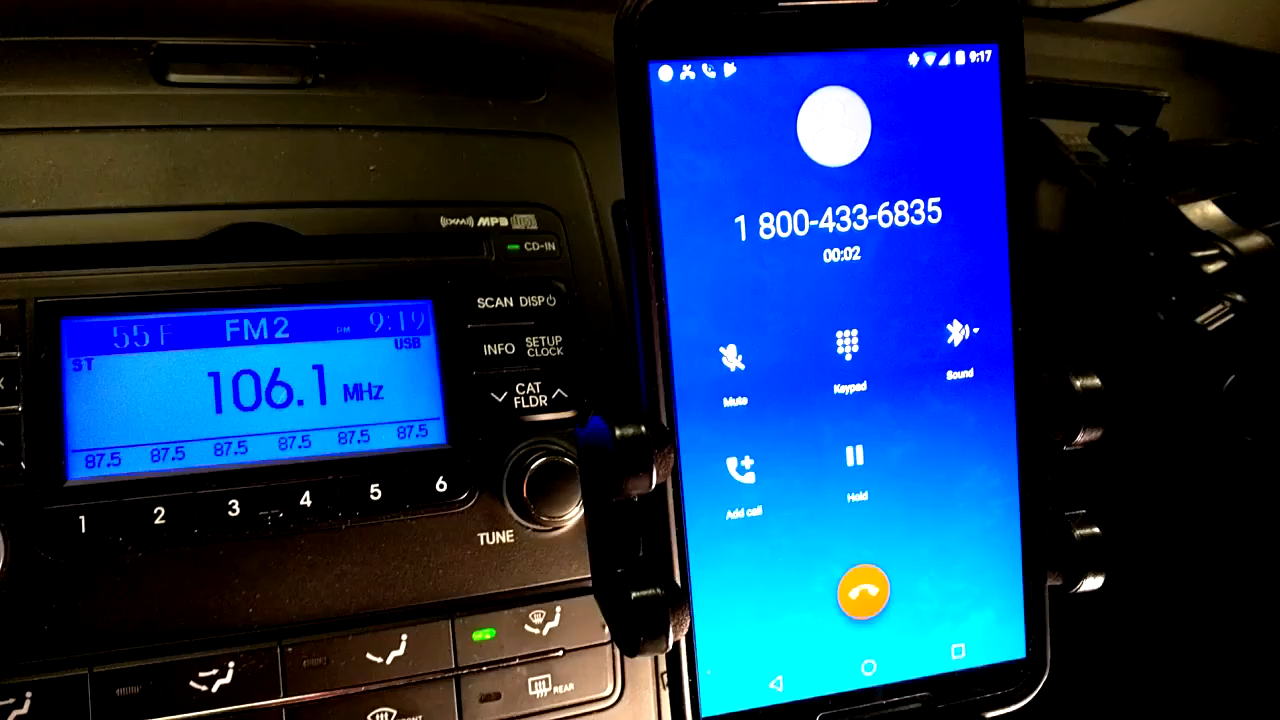 MP3
CD-IN
55 F FM2 PM 9:19
ST USB
106.1 MHz
87.5 87.5 87.5 87.5 87.5 87.5
1 2 3 4 5 6
SCAN DISP
INFO SETUP CLOCK
CAT
FLDR
TUNE
REAR
9:17
1 800-433-6835
00:02
Mute Keypad Sound
Add call Hold